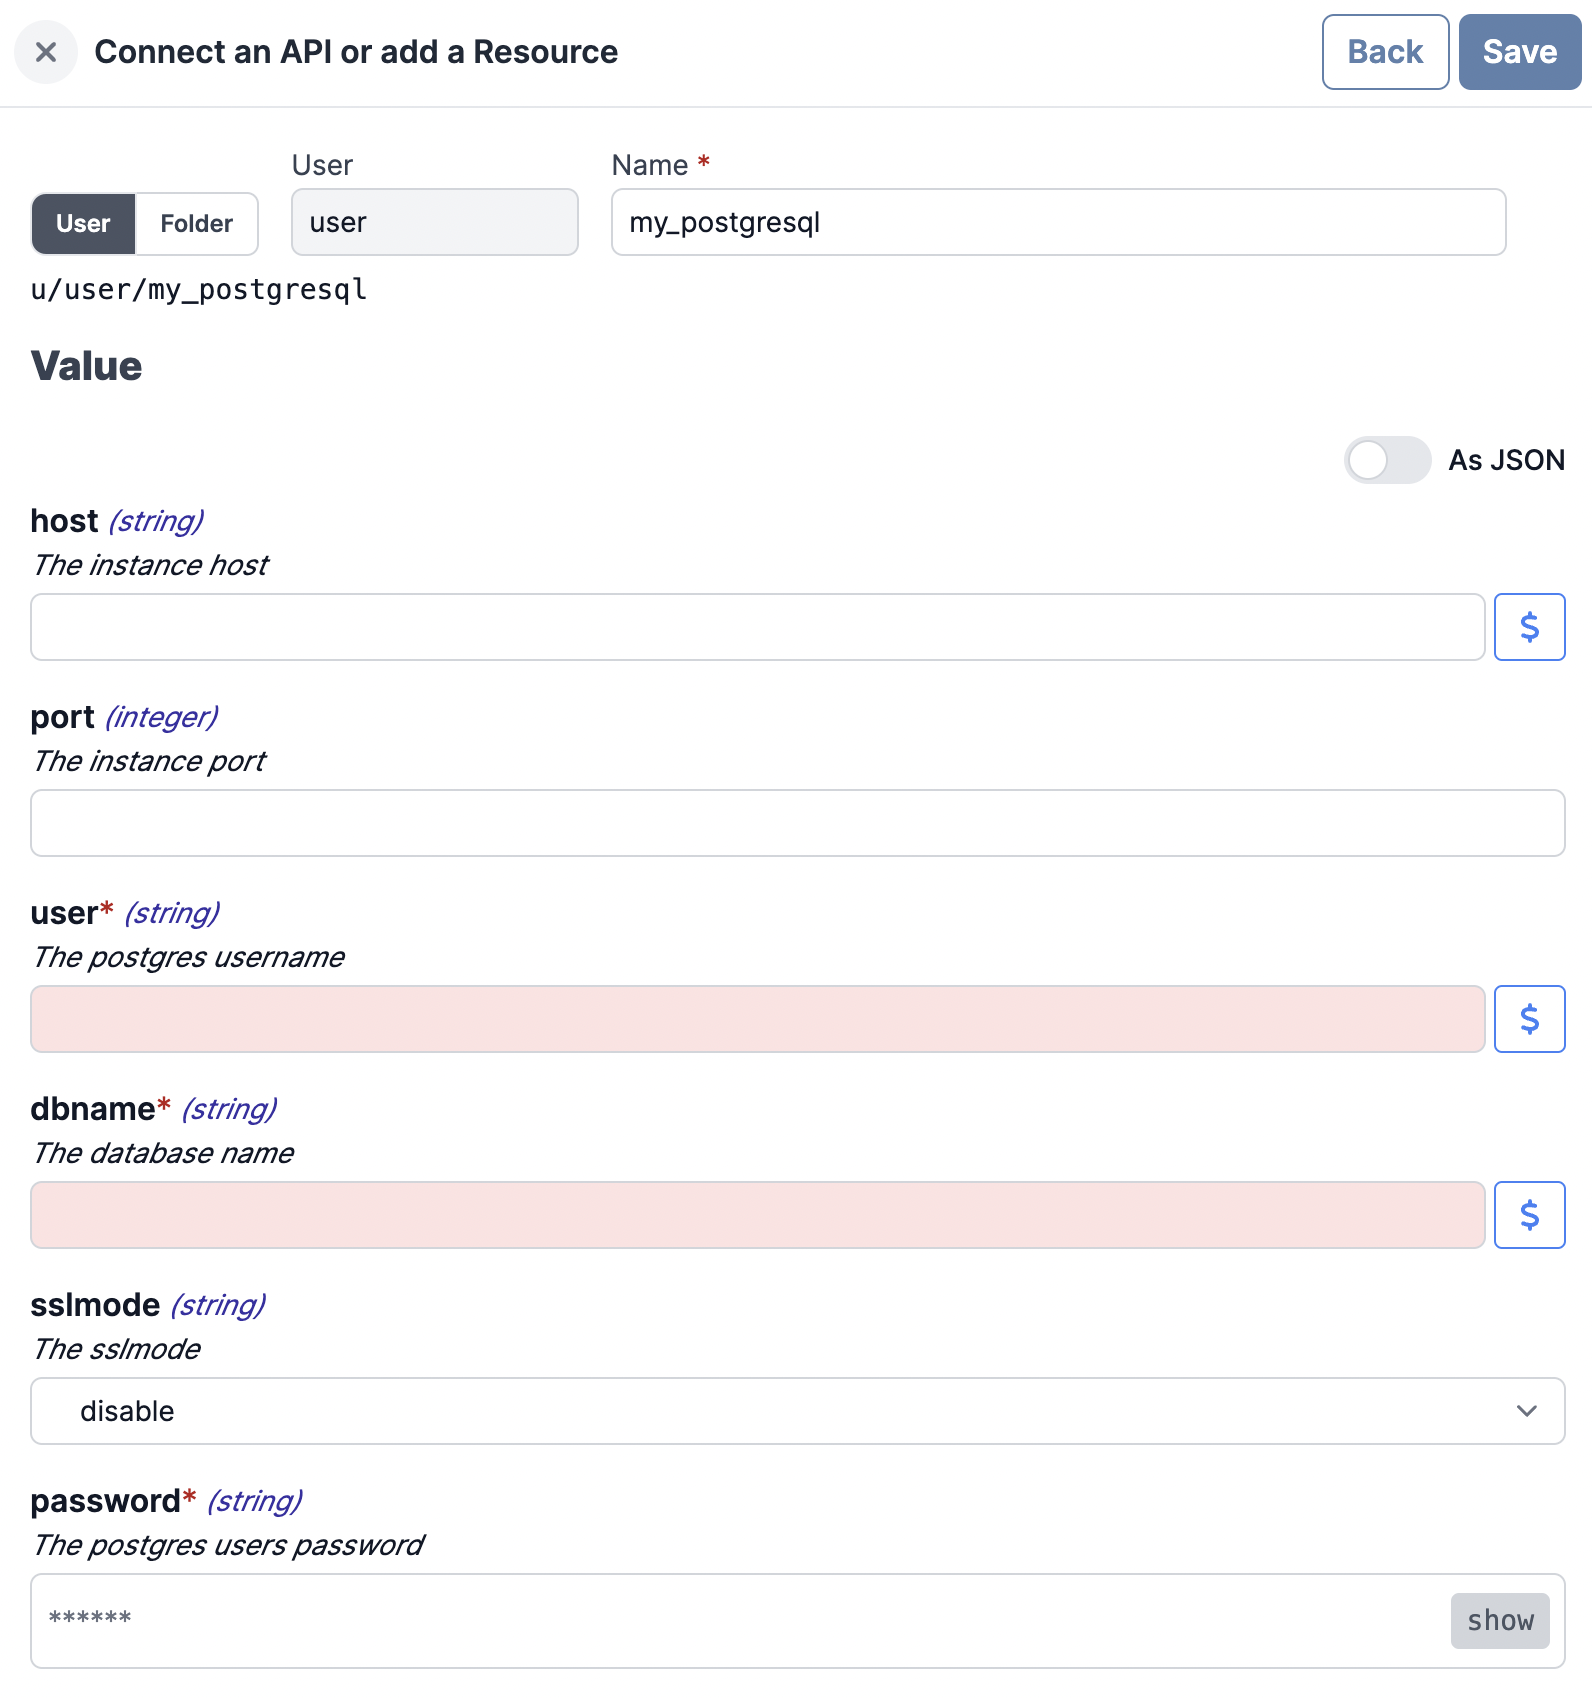 Connect an API or add a Resource
Back
Save
User
Name *
User
Folder
user
my_postgresql
u/user/my_postgresql
Value
As JSON
host (string)
The instance host
$
port (integer)
The instance port
user* (string)
The postgres username
$
dbname* (string)
The database name
$
sslmode (string)
The sslmode
disable
password* (string)
The postgres users password
******
show